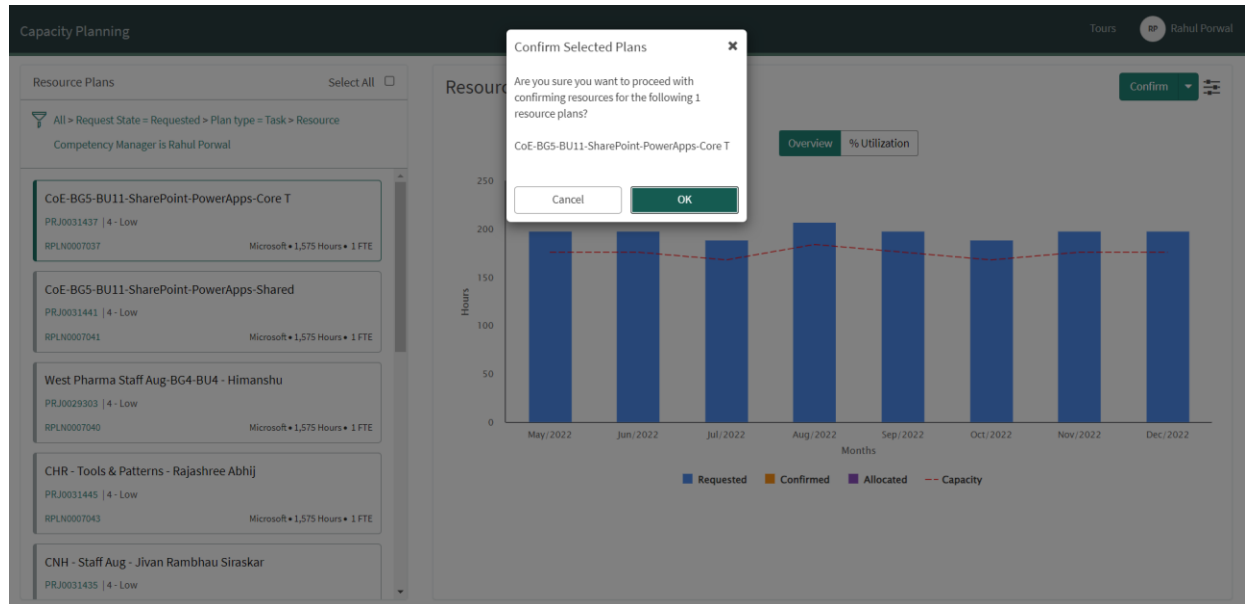 Capacity Planning
Tours
RP
Rahul Porwal
Resource Plans
Select All
All > Request State = Requested > Plan type = Task > Resource
Competency Manager is Rahul Porwal
CoE-BG5-BU11-SharePoint-PowerApps-Core T
PRJ0031437 | 4 - Low
RPLN0007037
Microsoft • 1,575 Hours • 1 FTE
CoE-BG5-BU11-SharePoint-PowerApps-Shared
PRJ0031441 | 4 - Low
RPLN0007041
Microsoft • 1,575 Hours • 1 FTE
West Pharma Staff Aug-BG4-BU4 - Himanshu
PRJ0029303 | 4 - Low
RPLN0007040
Microsoft • 1,575 Hours • 1 FTE
CHR - Tools & Patterns - Rajashree Abhij
PRJ0031445 | 4 - Low
RPLN0007043
Microsoft • 1,575 Hours • 1 FTE
CNH - Staff Aug - Jivan Rambhau Siraskar
PRJ0031435 | 4 - Low
Confirm Selected Plans
Are you sure you want to proceed with
confirming resources for the following 1
resource plans?
CoE-BG5-BU11-SharePoint-PowerApps-Core T
Cancel
OK
Resourc
Confirm
Overview
% Utilization
250
200
150
100
50
0
Hours
May/2022
Jun/2022
Jul/2022
Aug/2022
Sep/2022
Oct/2022
Nov/2022
Dec/2022
Months
Requested
Confirmed
Allocated
Capacity